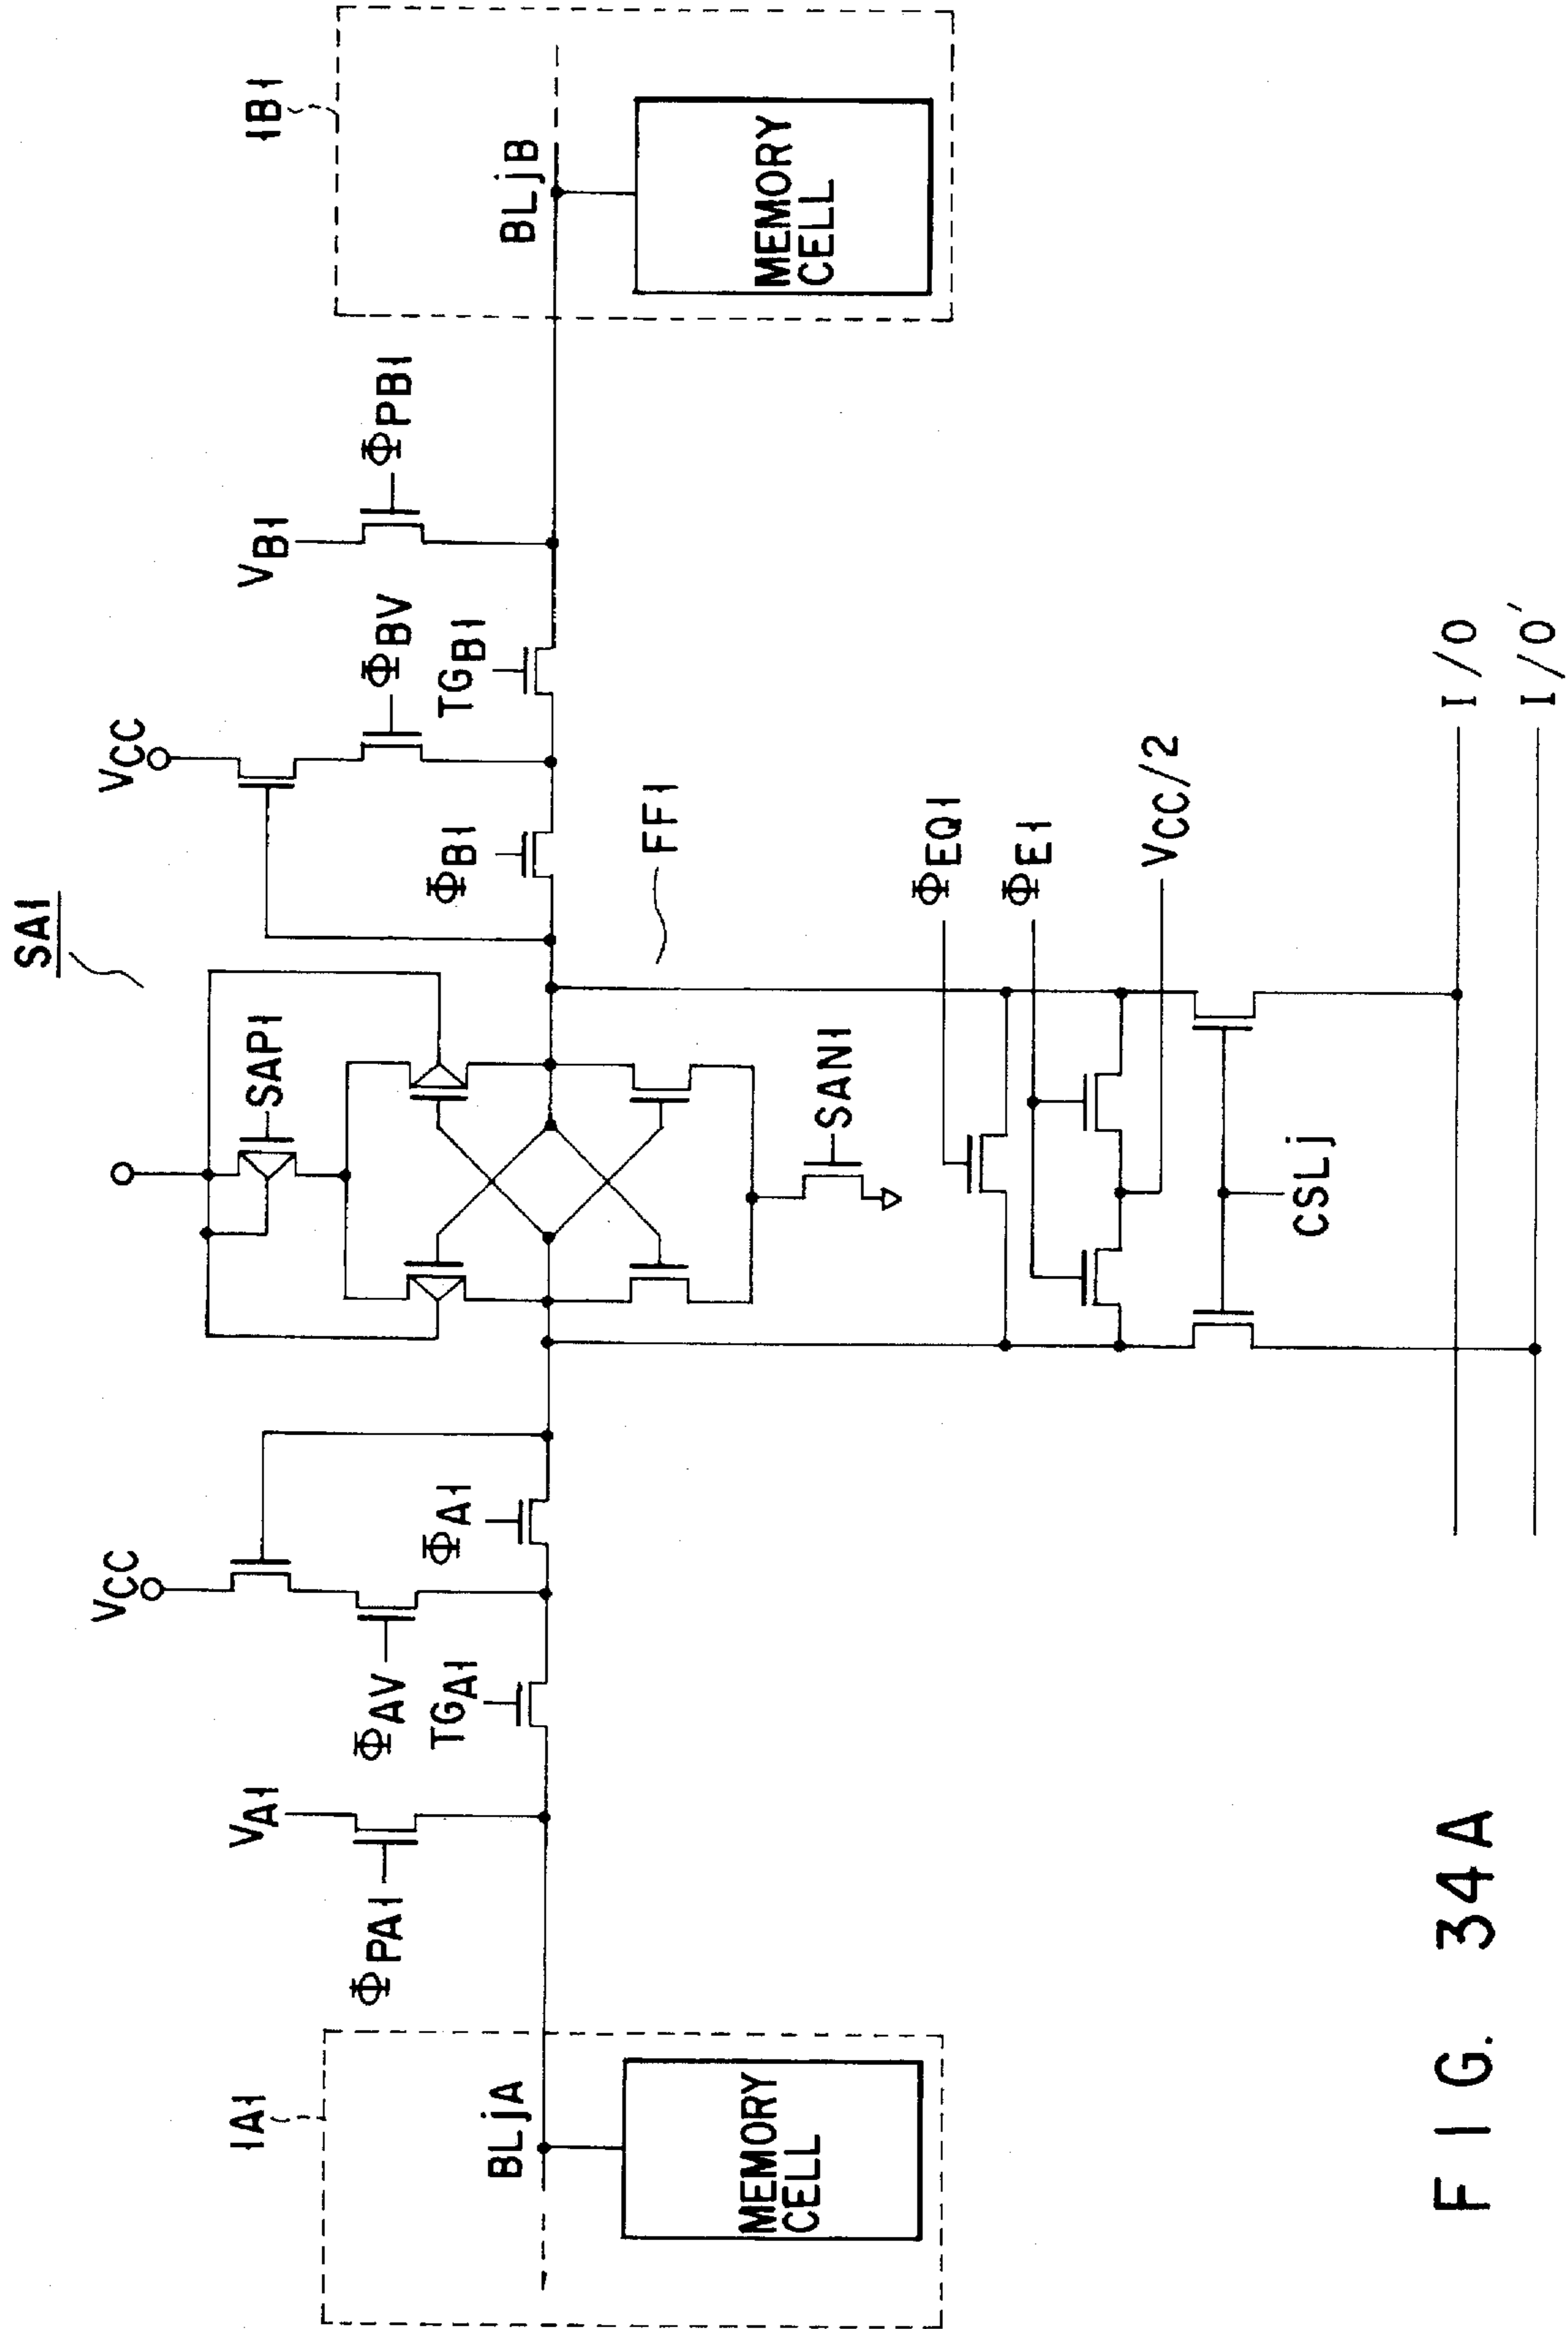 SA1
VCC
VCC
SAP1
1A1
1B1
VA1
VB1
ΦPA1
ΦAV
ΦBV
ΦPB1
TGA1
ΦA1
ΦB1
TGB1
BLjA
BLjB
FF1
MEMORY
CELL
MEMORY
CELL
SAN1
ΦEQ1
ΦE1
VCC/2
CSLj
I/O
I/O'
FIG. 34A